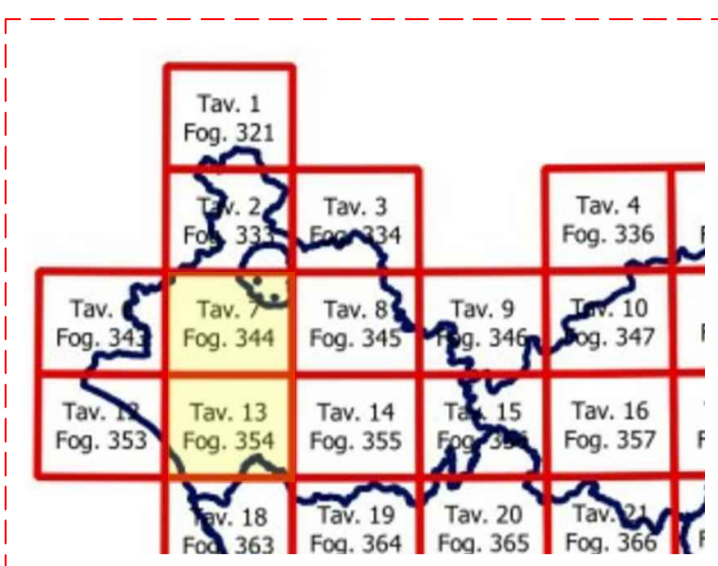 Tav. 1
Fog. 321
Tav. 2
Fog. 333
Tav. 3
Fog. 334
Tav. 4
Fog. 336
Tav.
Fog. 343
Tav. 7
Fog. 344
Tav. 8
Fog. 345
Tav. 9
Fog. 346
Tav. 10
Fog. 347
Tav. 12
Fog. 353
Tav. 13
Fog. 354
Tav. 14
Fog. 355
Tav. 15
Fog.
Tav. 16
Fog. 357
Tav. 18
Fog. 363
Tav. 19
Fog. 364
Tav. 20
Fog. 365
Tav. 21
Fog. 366